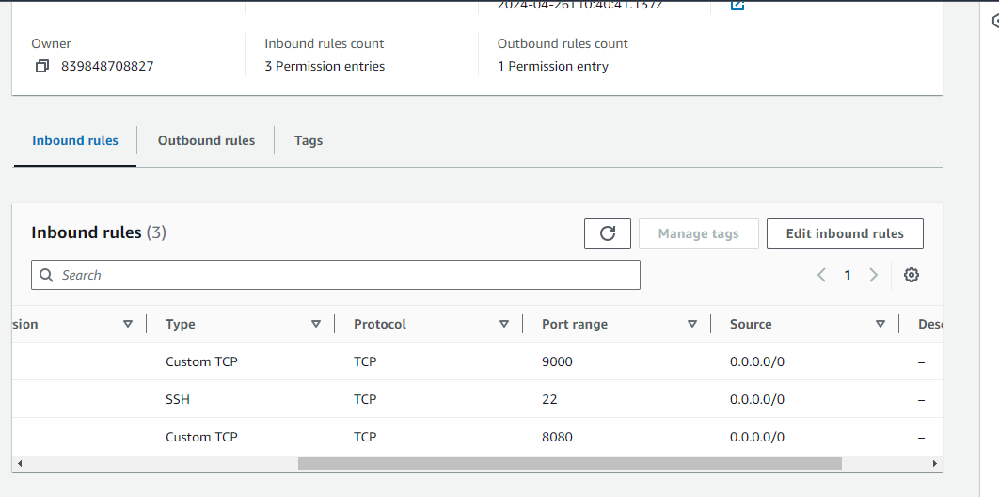 2024-04-26T10:40:41.137Z
Owner
Inbound rules count
Outbound rules count
839848708827
3 Permission entries
1 Permission entry
Inbound rules
Outbound rules
Tags
Inbound rules (3)
Manage tags
Edit inbound rules
Search
1
sion
Type
Protocol
Port range
Source
Des
Custom TCP
TCP
9000
0.0.0.0/0
–
SSH
TCP
22
0.0.0.0/0
–
Custom TCP
TCP
8080
0.0.0.0/0
–